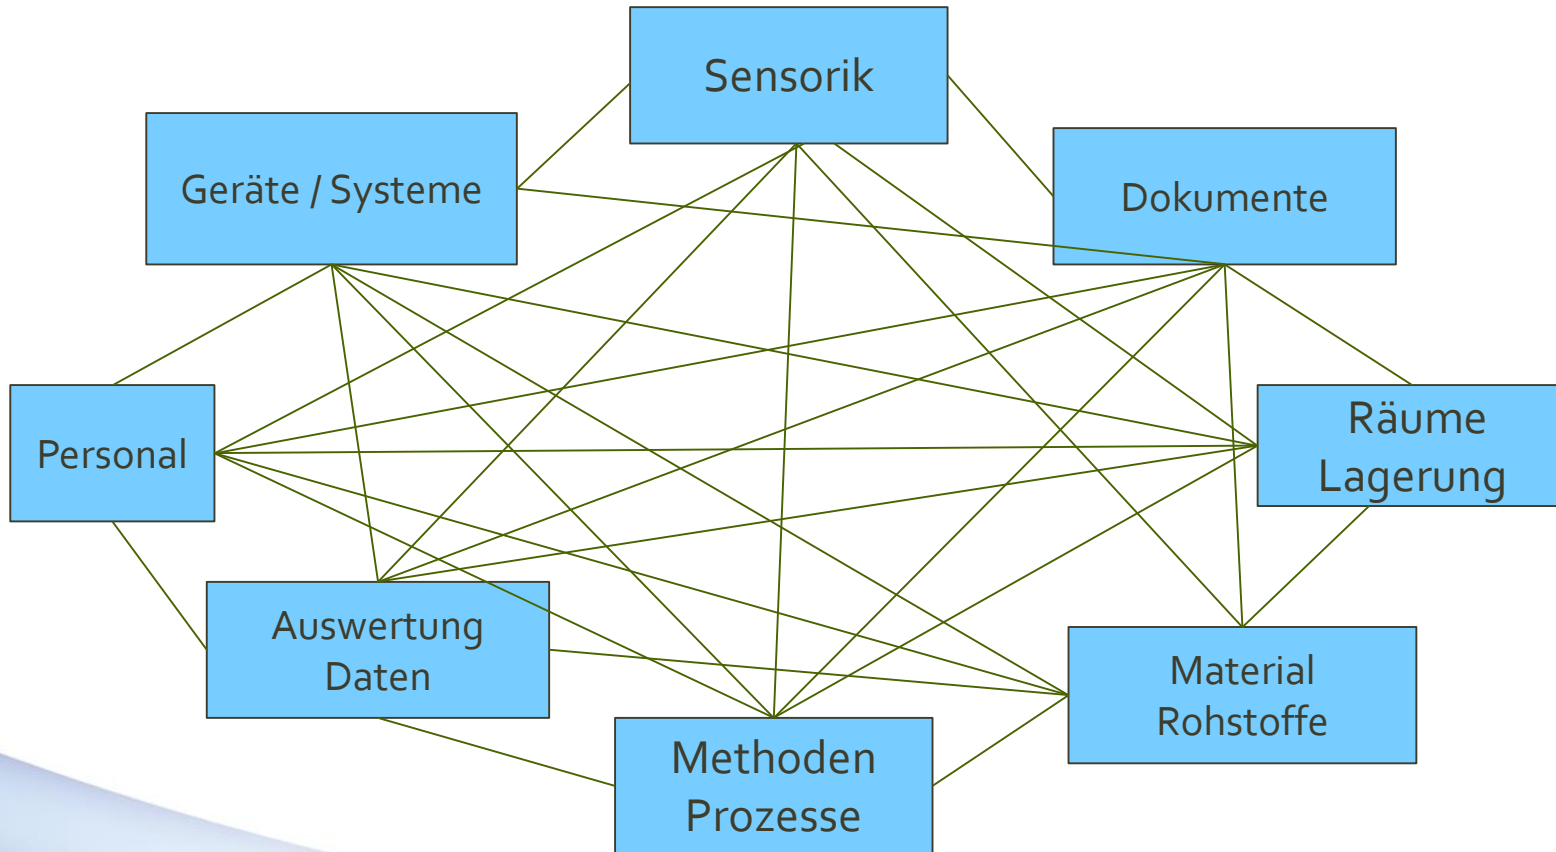 Sensorik
Geräte / Systeme
Dokumente
Personal
Räume
Lagerung
Auswertung
Daten
Material
Rohstoffe
Methoden
Prozesse